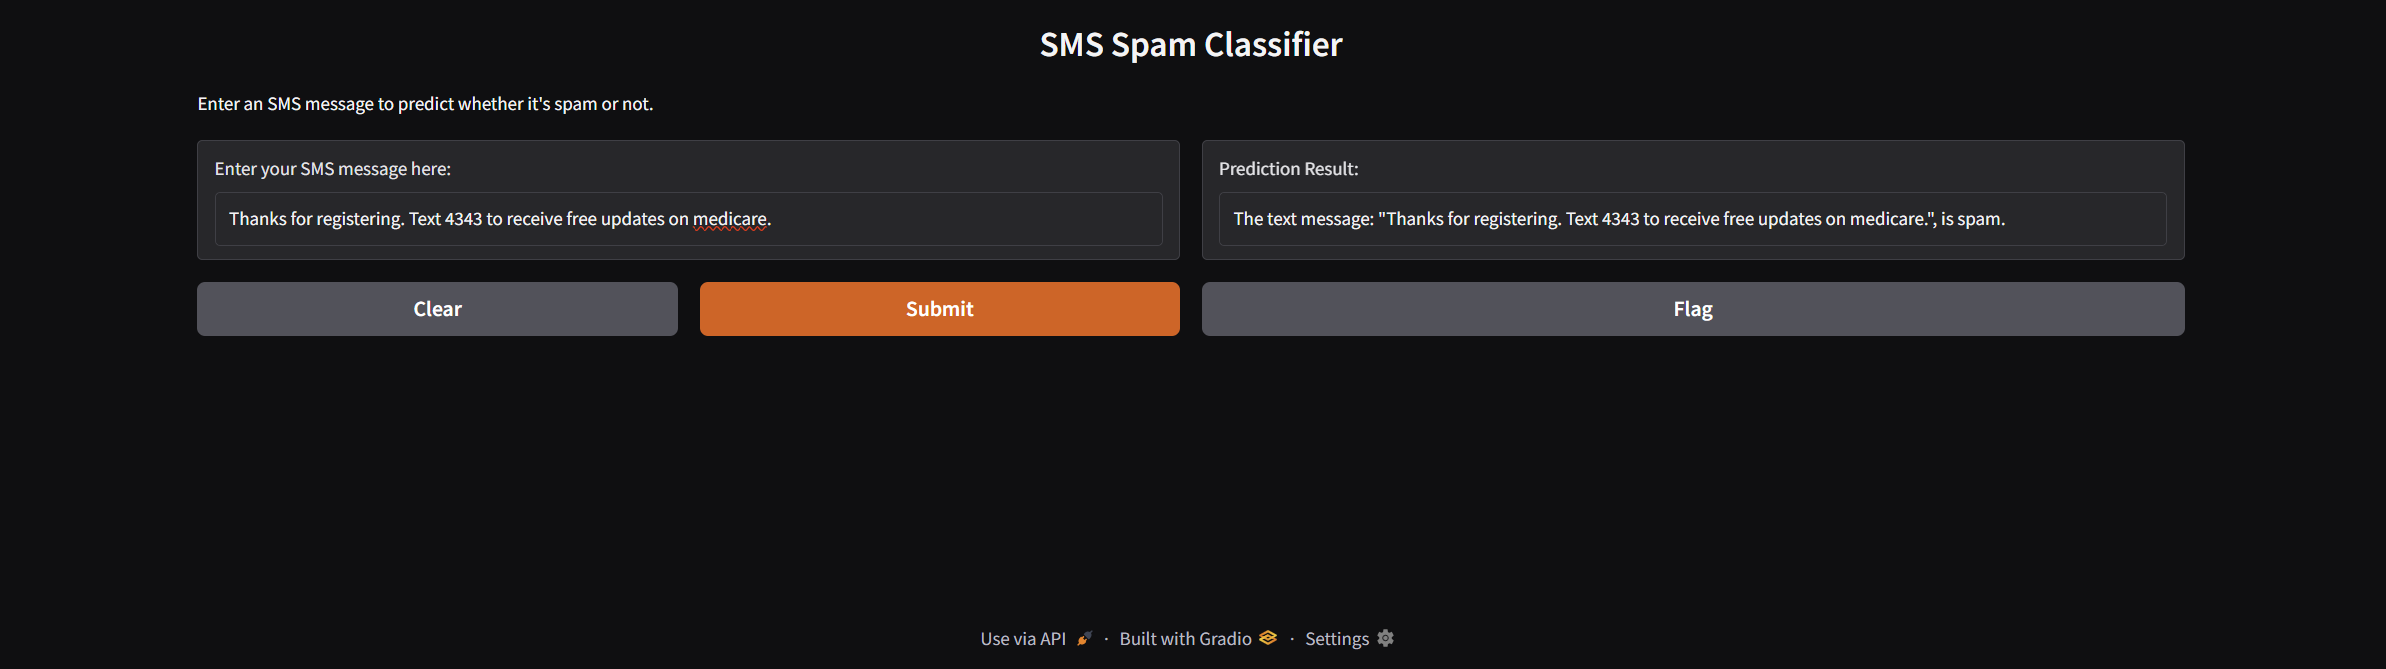 SMS Spam Classifier
Enter an SMS message to predict whether it's spam or not.
Enter your SMS message here:
Thanks for registering. Text 4343 to receive free updates on medicare.
Prediction Result:
The text message: "Thanks for registering. Text 4343 to receive free updates on medicare.", is spam.
Clear
Submit
Flag
Use via API · Built with Gradio · Settings